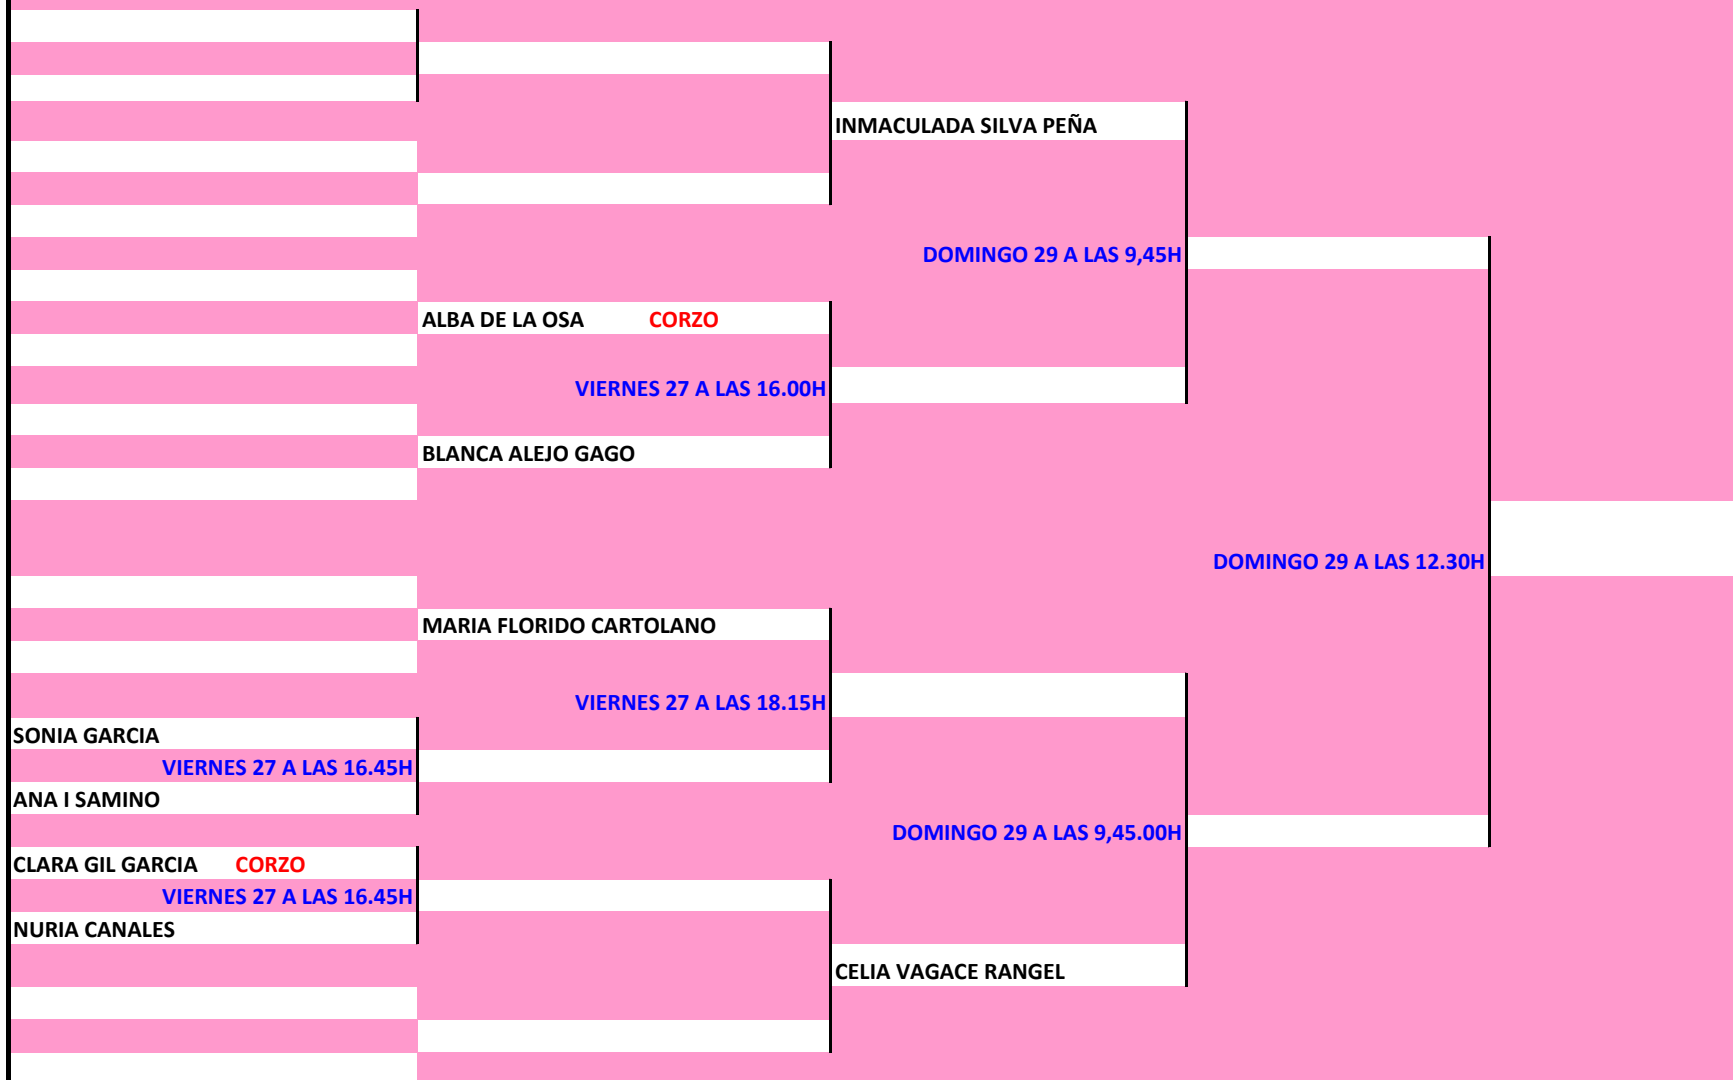 INMACULADA SILVA PEÑA
DOMINGO 29 A LAS 9,45H
ALBA DE LA OSA CORZO
VIERNES 27 A LAS 16.00H
BLANCA ALEJO GAGO
DOMINGO 29 A LAS 12.30H
MARIA FLORIDO CARTOLANO
VIERNES 27 A LAS 18.15H
SONIA GARCIA
VIERNES 27 A LAS 16.45H
ANA I SAMINO
DOMINGO 29 A LAS 9,45.00H
CLARA GIL GARCIA CORZO
VIERNES 27 A LAS 16.45H
NURIA CANALES
CELIA VAGACE RANGEL